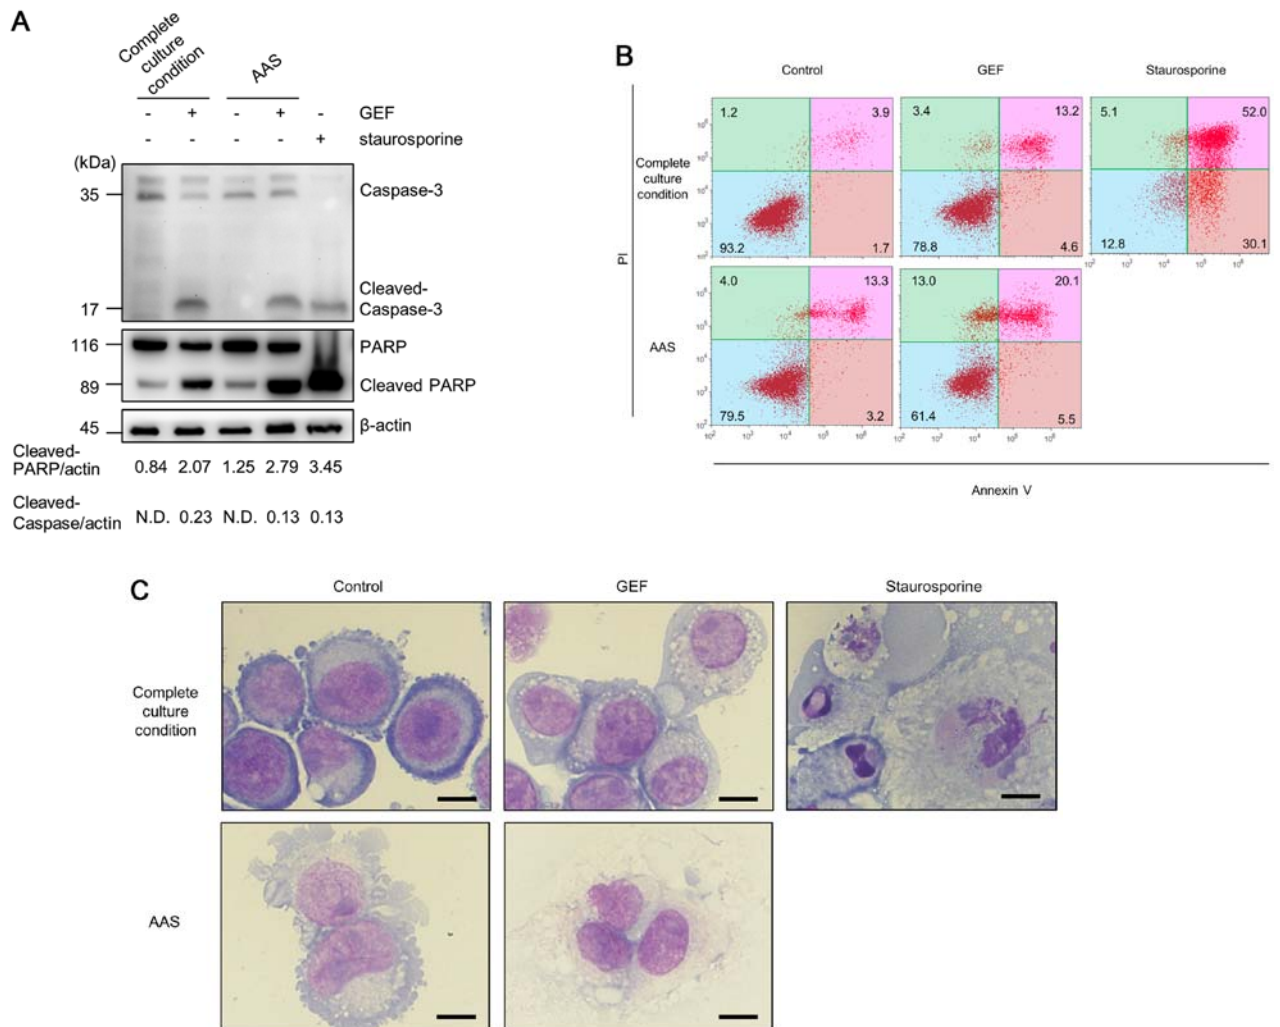 A
Complete
culture
condition
AAS
- + - + - GEF
- - - - + staurosporine
(kDa)
35 Caspase-3
17 Cleaved-
Caspase-3
116 PARP
89 Cleaved PARP
45 β-actin
Cleaved-
PARP/actin 0.84 2.07 1.25 2.79 3.45
Cleaved-
Caspase/actin N.D. 0.23 N.D. 0.13 0.13
B
Control GEF Staurosporine
Complete
culture
condition
1.2 3.9 3.4 13.2 5.1 52.0
93.2 1.7 78.8 4.6 12.8 30.1
PI
AAS
4.0 13.3 13.0 20.1
79.5 3.2 61.4 5.5
10² 10³ 10⁴ 10⁵ 10⁶
Annexin V
C
Control GEF Staurosporine
Complete
culture
condition
AAS